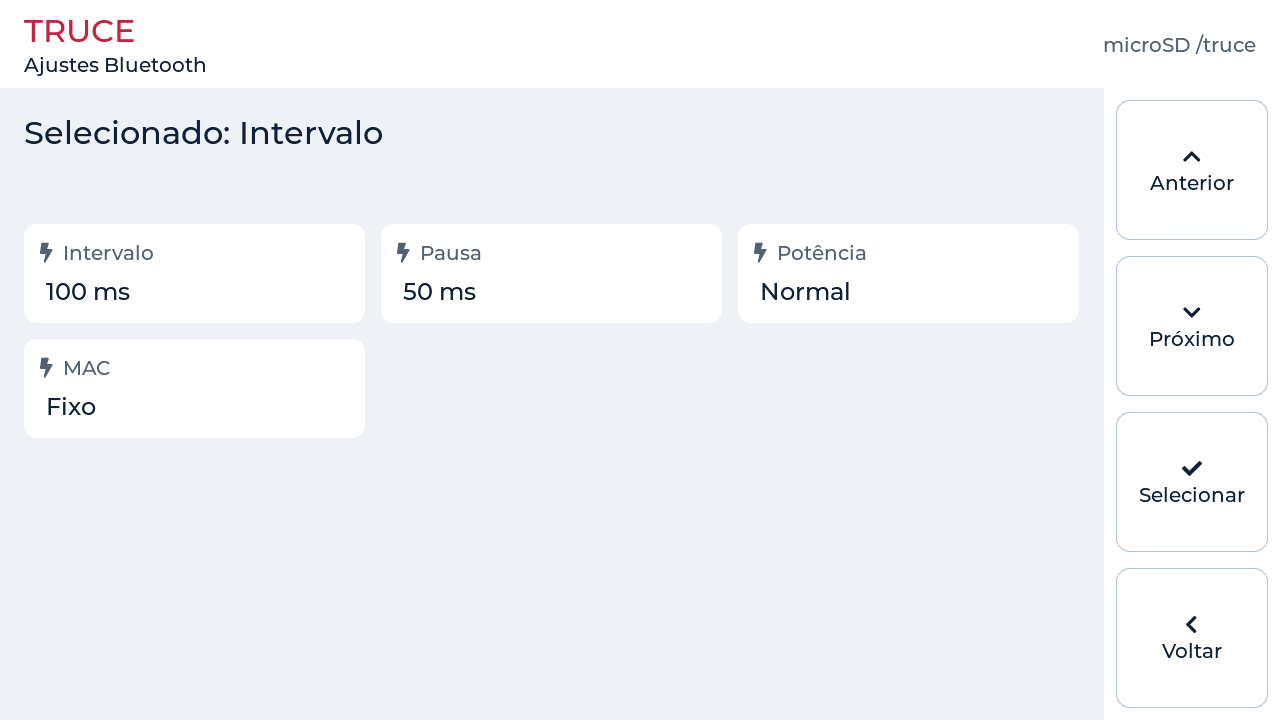 TRUCE
Ajustes Bluetooth
microSD /truce
Selecionado: Intervalo
Intervalo
100 ms
Pausa
50 ms
Potência
Normal
MAC
Fixo
Anterior
Próximo
Selecionar
Voltar